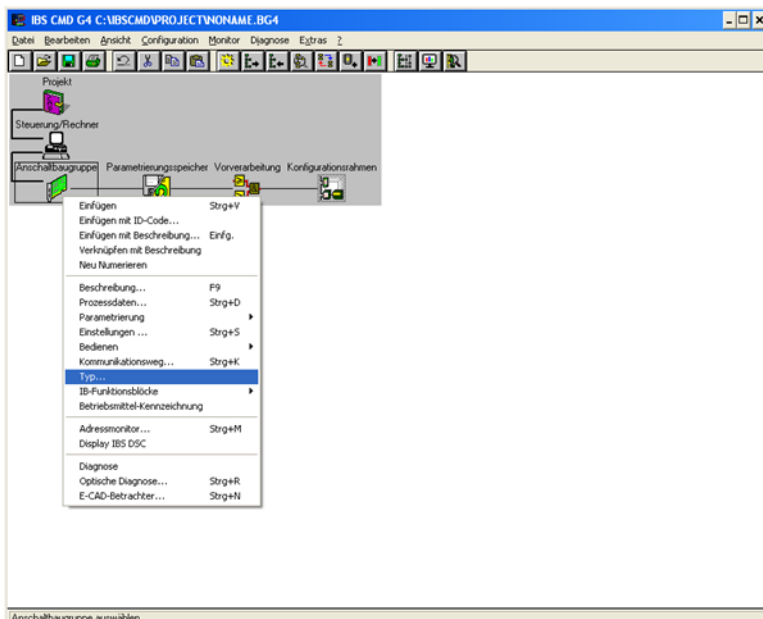 IBS CMD G4 C:\IBSCMD\PROJECT\NONAME.BG4
Datei Bearbeiten Ansicht Configuration Monitor Diagnose Extras ?
Projekt
Steuerung/Rechner
Anschaltbaugruppe Parametrierungsspeicher Vorverarbeitung Konfigurationsrahmen
Einfügen Strg+V
Einfügen mit ID-Code...
Einfügen mit Beschreibung... Einfg.
Verknüpfen mit Beschreibung
Neu Numerieren
Beschreibung... F9
Prozessdaten... Strg+D
Parametrierung
Einstellungen ... Strg+S
Bedienen
Kommunikationsweg... Strg+K
Typ...
IB-Funktionsblöcke
Betriebsmittel-Kennzeichnung
Adressmonitor... Strg+M
Display IBS DSC
Diagnose
Optische Diagnose... Strg+R
E-CAD-Betrachter... Strg+N
Anschaltbaugruppe auswählen